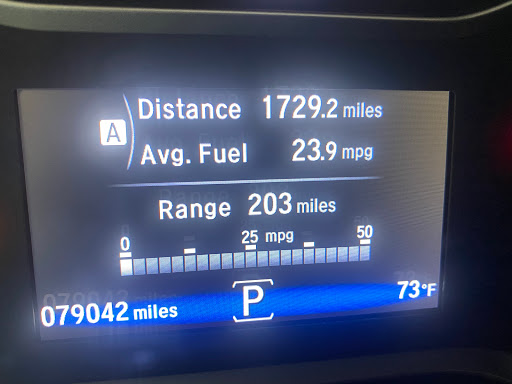 A
Distance 1729.2 miles
Avg. Fuel 23.9 mpg
Range 203 miles
0 25 mpg 50
079042 miles P 73°F